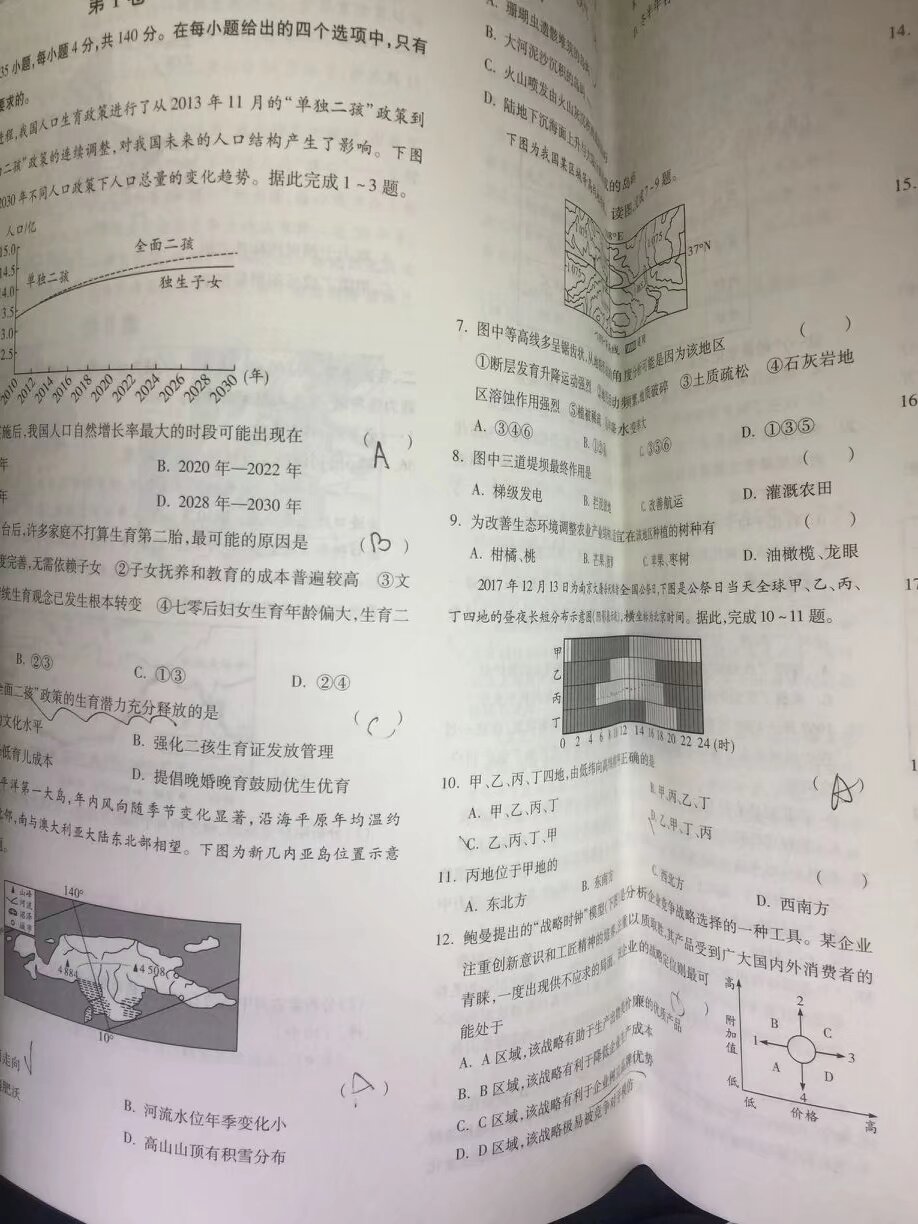 第Ⅰ卷
35小题,每小题4分,共140分。在每小题给出的四个选项中,只有
要求的。
进程,我国人口生育政策进行了从2013年11月的“单独二孩”政策到
二孩”政策的连续调整,对我国未来的人口结构产生了影响。下图
2030年不同人口政策下人口总量的变化趋势。据此完成1~3题。
人口/亿
15.0
14.5
14.0
3.5
3.0
2.5
全面二孩
单独二孩
独生子女
2010 2012 2014 2016 2018 2020 2022 2024 2026 2028 2030 (年)
施后,我国人口自然增长率最大的时段可能出现在 (A)
年 B. 2020年—2022年
年 D. 2028年—2030年
台后,许多家庭不打算生育第二胎,最可能的原因是 (B)
度完善,无需依赖子女 ②子女抚养和教育的成本普遍较高 ③文
统生育观念已发生根本转变 ④七零后妇女生育年龄偏大,生育二
B. ②③ C. ①③ D. ②④
全面二孩”政策的生育潜力充分释放的是 (C)
文化水平 B. 强化二孩生育证发放管理
低育儿成本 D. 提倡晚婚晚育鼓励优生优育
平洋第一大岛,年内风向随季节变化显著,沿海平原年均温约
北邻,南与澳大利亚大陆东北部相望。下图为新几内亚岛位置示意
山峰
河流
沼泽
140°
4 884
4 508
10°
走向 (D)
肥沃 B. 河流水位年季变化小
D. 高山山顶有积雪分布
A. 珊瑚虫遗骸堆积的岛屿
B. 大河泥沙沉积的岛屿
C. 火山喷发由火山灰
D. 陆地下沉海面上升与大陆 的岛屿
下图为我国某区域等高线 读图,完成7~9题。
1 075
1 075
37°N
7. 图中等高线多呈锯齿状,从 角度分析可能是因为该地区 ( )
①断层发育升降运动强烈 频繁,地质破碎 ③土质疏松 ④石灰岩地
区溶蚀作用强烈 ⑤植被稀疏
A. ③④⑥ C. ③⑤⑥ D. ①③⑤
8. 图中三道堤坝最终作用是 ( )
A. 梯级发电 C. 改善航运 D. 灌溉农田
9. 为改善生态环境调整农业产业结构,适宜在该地区种植的树种有 ( )
A. 柑橘、桃 C. 苹果、枣树 D. 油橄榄、龙眼
2017年12月13日为南京大屠杀死难者全国公祭日,下图是公祭日当天全球甲、乙、丙、
丁四地的昼夜长短分布示意图(阴影表示夜),横坐标为北京时间。据此,完成10~11题。
甲
乙
丙
丁
0 2 4 6 8 10 12 14 16 18 20 22 24 (时)
10. 甲、乙、丙、丁四地,由低纬向高纬排列正确的是 (A)
A. 甲、乙、丙、丁 B. 甲、丙、乙、丁
C. 乙、丙、丁、甲 D. 乙、甲、丁、丙
11. 丙地位于甲地的 ( )
A. 东北方 B. 东南方 C. 西北方 D. 西南方
12. 鲍曼提出的“战略时钟”模型(下图)是分析企业竞争战略选择的一种工具。某企业
注重创新意识和工匠精神的培养,注重以质取胜,其产品受到广大国内外消费者的
青睐,一度出现供不应求的局面。该企业的战略定位则最可
能处于 ( )
A. A区域,该战略有助于生产出物美价廉的优质产品
B. B区域,该战略有利于降低企业生产成本
C. C区域,该战略有利于企业树立品牌优势
D. D区域,该战略极易被竞争对手模仿
高
附加值
低
低
价格
高
1
2
3
4
A
B
C
D
14.
15.
16
17